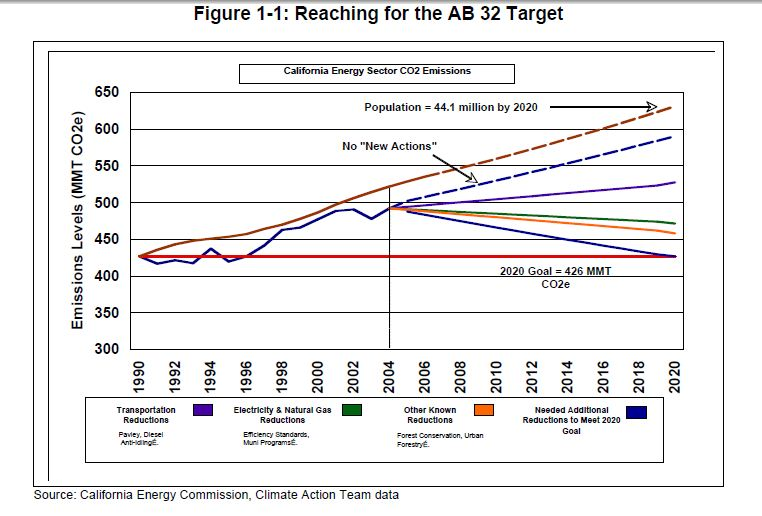 Figure 1-1: Reaching for the AB 32 Target
California Energy Sector CO2 Emissions
Emissions Levels (MMT CO2e)
650
600
550
500
450
400
350
300
Population = 44.1 million by 2020
No "New Actions"
2020 Goal = 426 MMT
CO2e
1990
1992
1994
1996
1998
2000
2002
2004
2006
2008
2010
2012
2014
2016
2018
2020
Transportation
Reductions
Pavley, Diesel
Anti-idlingÉ.
Electricity & Natural Gas
Reductions
Efficiency Standards,
Muni ProgramsÉ.
Other Known
Reductions
Forest Conservation, Urban
ForestryÉ.
Needed Additional
Reductions to Meet 2020
Goal
Source: California Energy Commission, Climate Action Team data